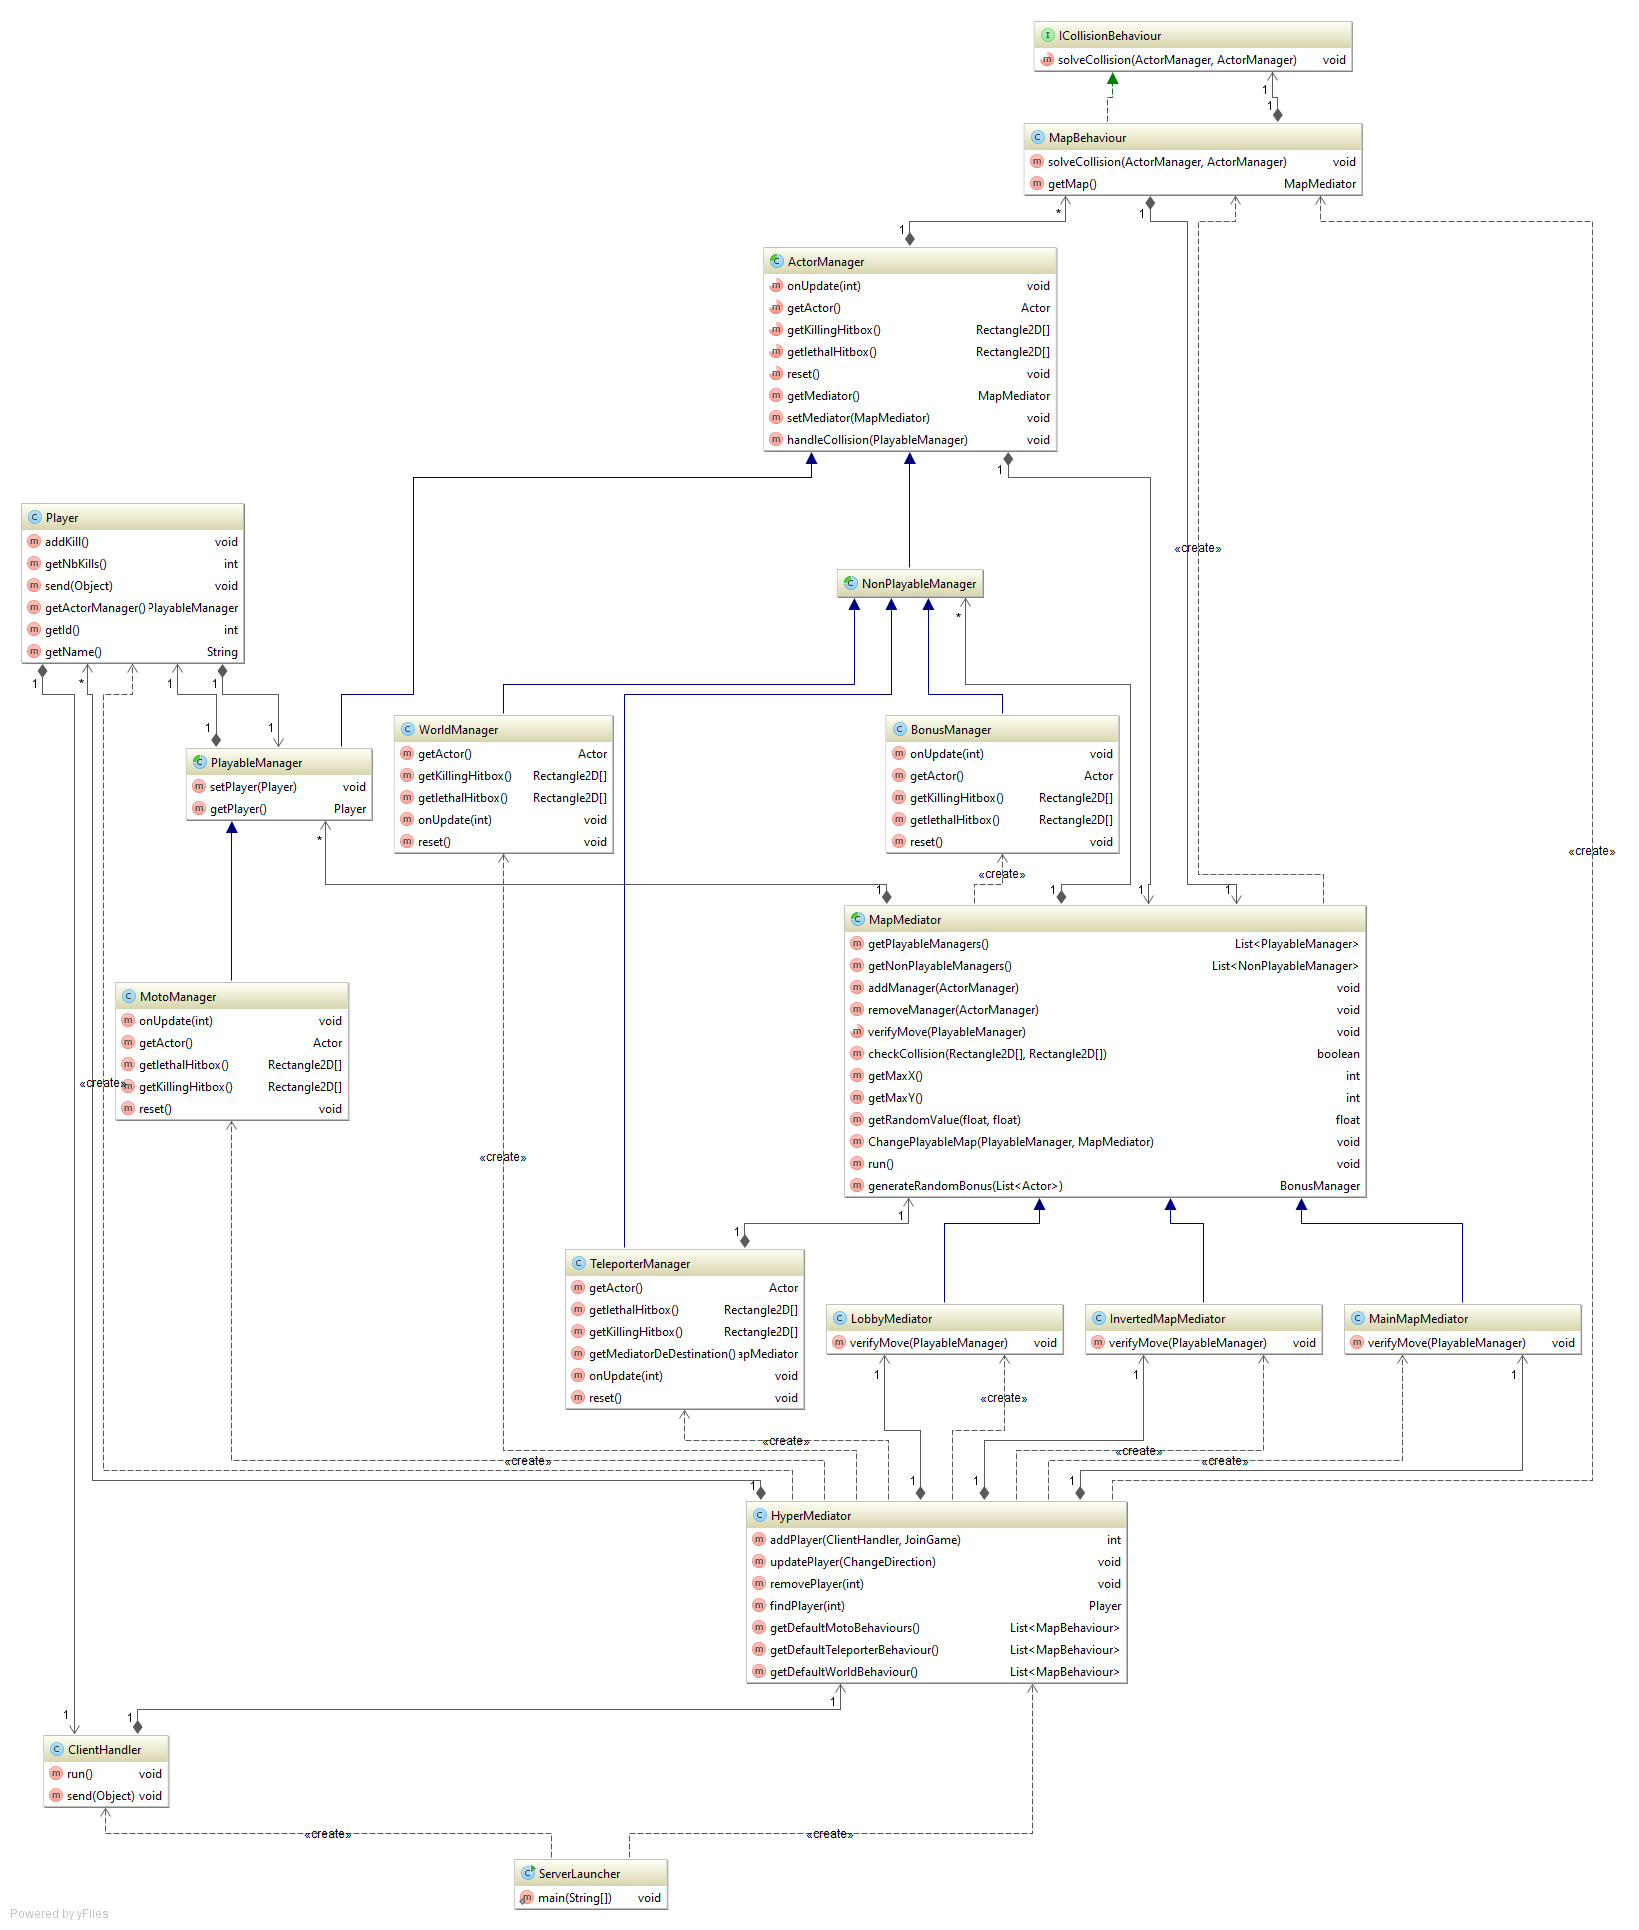 I ICollisionBehaviour
m solveCollision(ActorManager, ActorManager) void
1
1
C MapBehaviour
m solveCollision(ActorManager, ActorManager) void
m getMap() MapMediator
* 1
1
C ActorManager
m onUpdate(int) void
m getActor() Actor
m getKillingHitbox() Rectangle2D[]
m getlethalHitbox() Rectangle2D[]
m reset() void
m getMediator() MapMediator
m setMediator(MapMediator) void
m handleCollision(PlayableManager) void
1
C Player
m addKill() void
m getNbKills() int
m send(Object) void
m getActorManager() PlayableManager
m getId() int
m getName() String
1 * 1 1
«create»
C NonPlayableManager
*
1 1
C WorldManager
m getActor() Actor
m getKillingHitbox() Rectangle2D[]
m getlethalHitbox() Rectangle2D[]
m onUpdate(int) void
m reset() void
C BonusManager
m onUpdate(int) void
m getActor() Actor
m getKillingHitbox() Rectangle2D[]
m getlethalHitbox() Rectangle2D[]
m reset() void
C PlayableManager
m setPlayer(Player) void
m getPlayer() Player
*
«create»
«create»
1 1 1 1
C MapMediator
m getPlayableManagers() List<PlayableManager>
m getNonPlayableManagers() List<NonPlayableManager>
m addManager(ActorManager) void
m removeManager(ActorManager) void
m verifyMove(PlayableManager) void
m checkCollision(Rectangle2D[], Rectangle2D[]) boolean
m getMaxX() int
m getMaxY() int
m getRandomValue(float, float) float
m ChangePlayableMap(PlayableManager, MapMediator) void
m run() void
m generateRandomBonus(List<Actor>) BonusManager
C MotoManager
m onUpdate(int) void
m getActor() Actor
m getlethalHitbox() Rectangle2D[]
m getKillingHitbox() Rectangle2D[]
m reset() void
«create»
«create»
1
1
C TeleporterManager
m getActor() Actor
m getlethalHitbox() Rectangle2D[]
m getKillingHitbox() Rectangle2D[]
m getMediatorDeDestination() apMediator
m onUpdate(int) void
m reset() void
C LobbyMediator
m verifyMove(PlayableManager) void
C InvertedMapMediator
m verifyMove(PlayableManager) void
C MainMapMediator
m verifyMove(PlayableManager) void
1 1 1
«create»
«create»
«create»
«create»
«create»
1 1 1 1
C HyperMediator
m addPlayer(ClientHandler, JoinGame) int
m updatePlayer(ChangeDirection) void
m removePlayer(int) void
m findPlayer(int) Player
m getDefaultMotoBehaviours() List<MapBehaviour>
m getDefaultTeleporterBehaviour() List<MapBehaviour>
m getDefaultWorldBehaviour() List<MapBehaviour>
1
1 1
C ClientHandler
m run() void
m send(Object) void
«create» «create»
C ServerLauncher
m main(String[]) void
Powered by yFiles